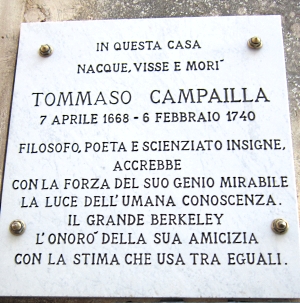 IN QUESTA CASA
NACQUE, VISSE E MORI´
TOMMASO CAMPAILLA
7 APRILE 1668 - 6 FEBBRAIO 1740
FILOSOFO, POETA E SCIENZIATO INSIGNE,
ACCREBBE
CON LA FORZA DEL SUO GENIO MIRABILE
LA LUCE DELL'UMANA CONOSCENZA.
IL GRANDE BERKELEY
L'ONORO´ DELLA SUA AMICIZIA
CON LA STIMA CHE USA TRA EGUALI.